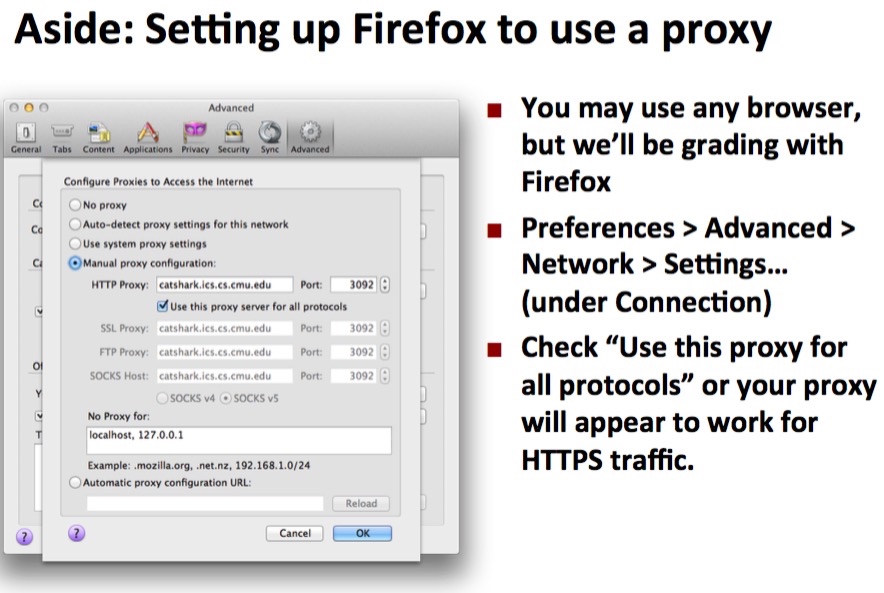 Aside: Setting up Firefox to use a proxy
Advanced
General Tabs Content Applications Privacy Security Sync Advanced
Configure Proxies to Access the Internet
No proxy
Auto-detect proxy settings for this network
Use system proxy settings
Manual proxy configuration:
HTTP Proxy: catshark.ics.cs.cmu.edu Port: 3092
Use this proxy server for all protocols
SSL Proxy: catshark.ics.cs.cmu.edu Port: 3092
FTP Proxy: catshark.ics.cs.cmu.edu Port: 3092
SOCKS Host: catshark.ics.cs.cmu.edu Port: 3092
SOCKS v4 SOCKS v5
No Proxy for:
localhost, 127.0.0.1
Example: .mozilla.org, .net.nz, 192.168.1.0/24
Automatic proxy configuration URL:
Reload
? ? Cancel OK
You may use any browser,
but we’ll be grading with
Firefox
Preferences > Advanced >
Network > Settings...
(under Connection)
Check “Use this proxy for
all protocols” or your proxy
will appear to work for
HTTPS traffic.